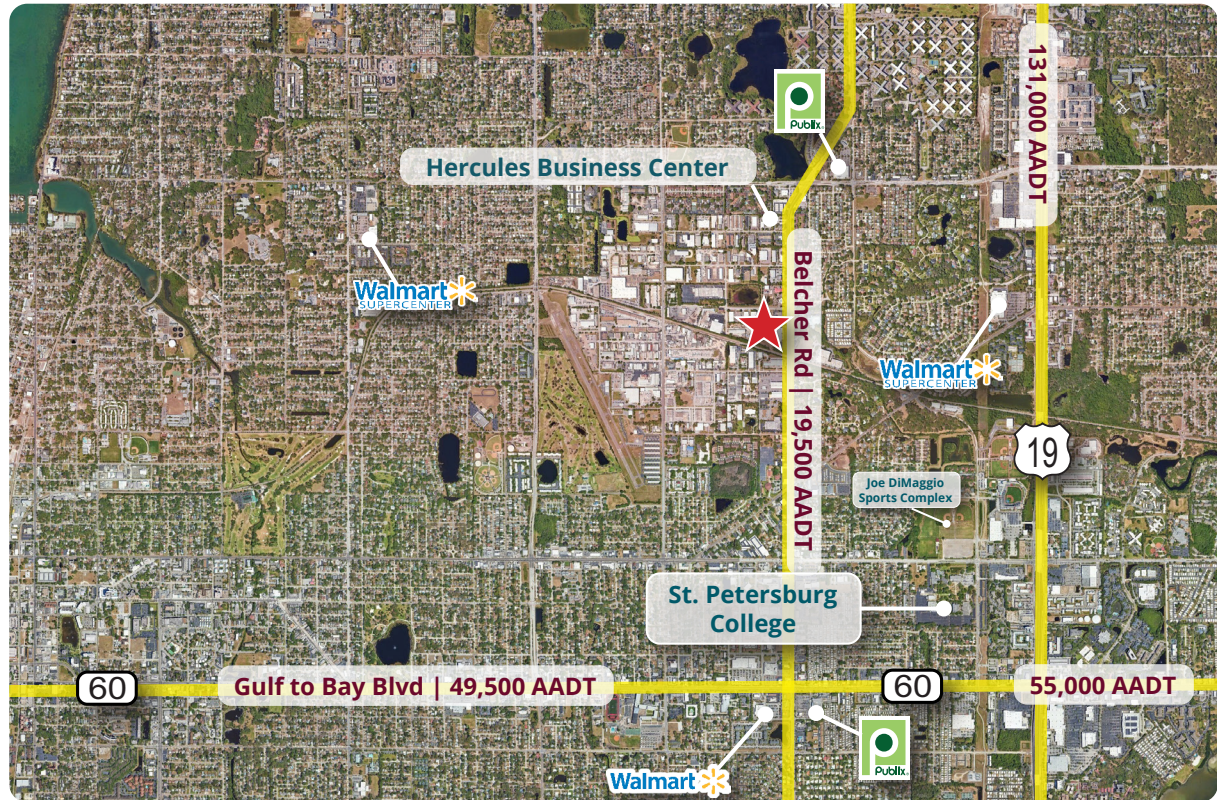 131,000 AADT
Publix
Hercules Business Center
Walmart
SUPERCENTER
Belcher Rd | 19,500 AADT
Walmart
SUPERCENTER
19
Joe DiMaggio
Sports Complex
St. Petersburg
College
60
Gulf to Bay Blvd | 49,500 AADT
60
55,000 AADT
Publix
Walmart